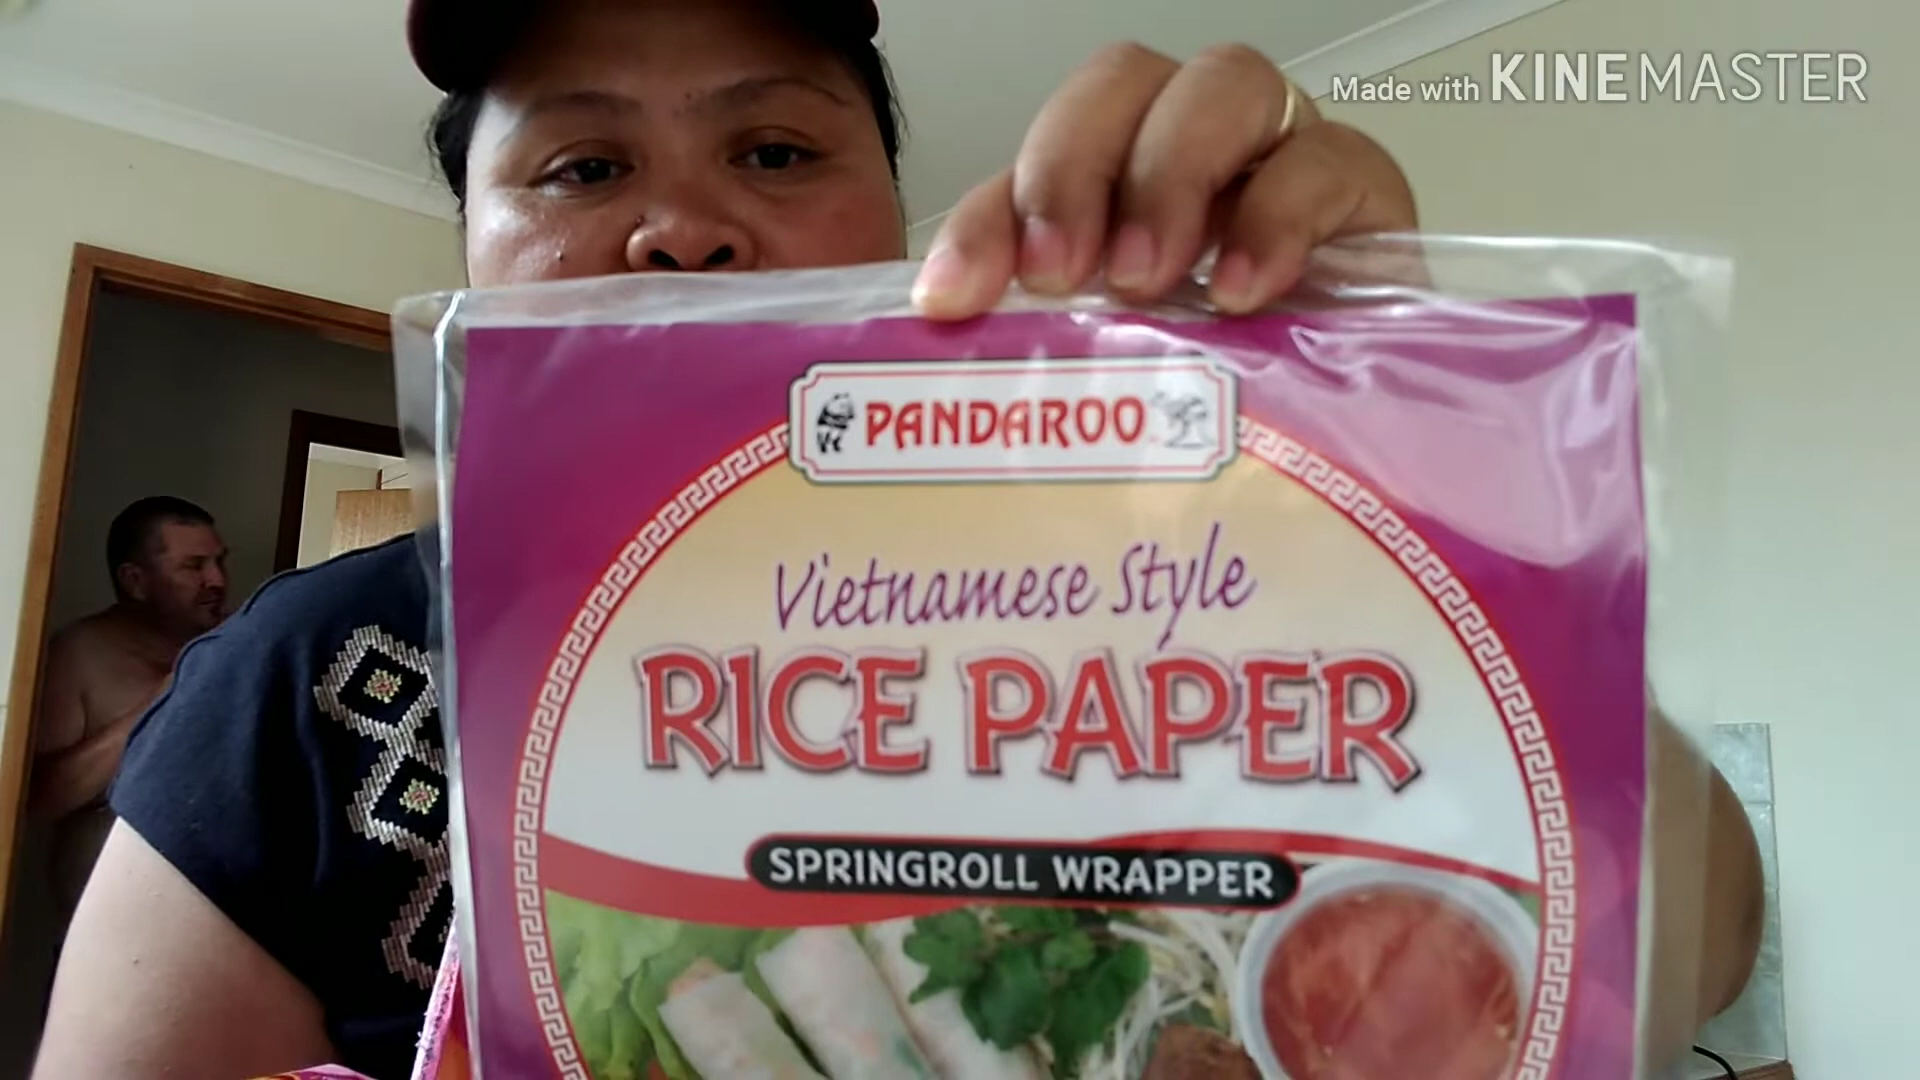 Made with KINEMASTER
PANDAROO
Vietnamese Style
RICE PAPER
SPRINGROLL WRAPPER